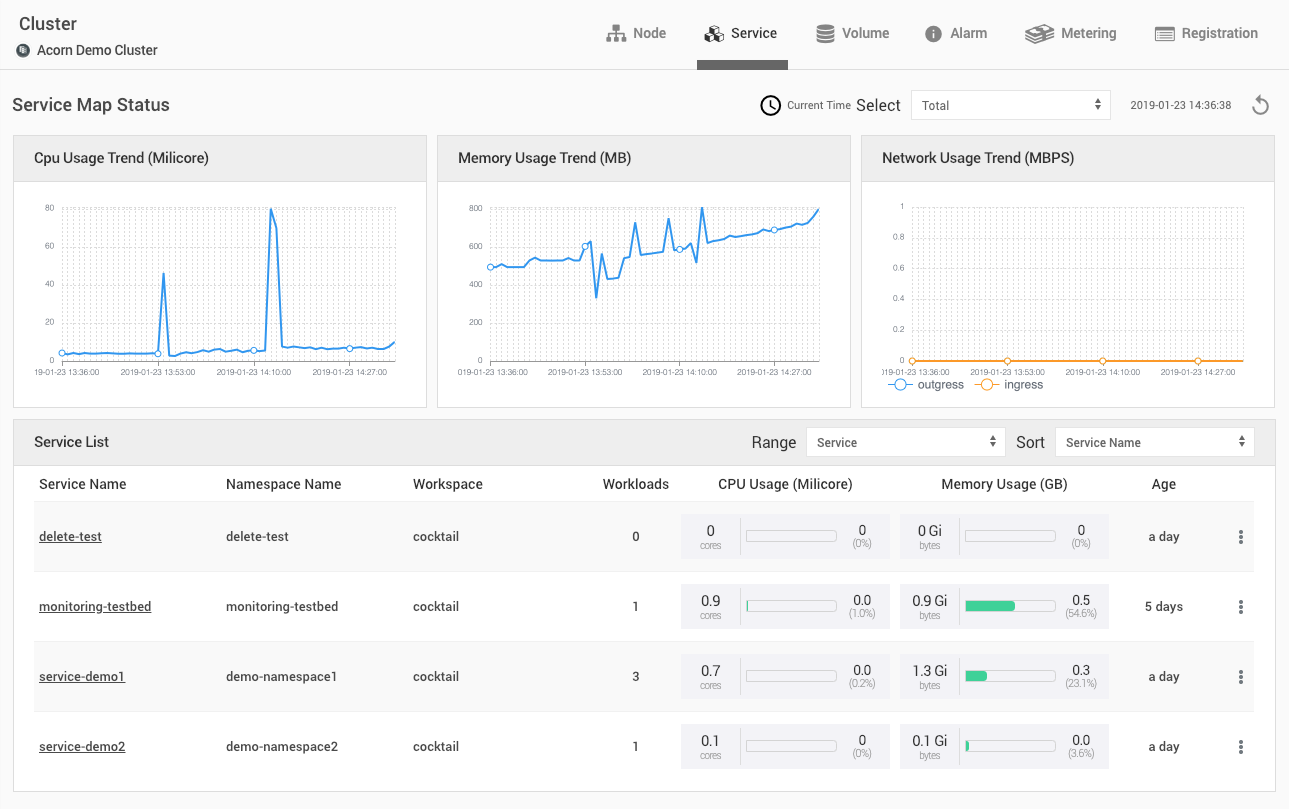 Cluster
Acorn Demo Cluster
Node
Service
Volume
Alarm
Metering
Registration
Service Map Status
Current Time Select
Total
2019-01-23 14:36:38
Cpu Usage Trend (Milicore)
80
60
40
20
0
19-01-23 13:36:00
2019-01-23 13:53:00
2019-01-23 14:10:00
2019-01-23 14:27:00
Memory Usage Trend (MB)
800
600
400
200
0
019-01-23 13:36:00
2019-01-23 13:53:00
2019-01-23 14:10:00
2019-01-23 14:27:00
Network Usage Trend (MBPS)
1
0.8
0.6
0.4
0.2
0
19-01-23 13:36:00
2019-01-23 13:53:00
2019-01-23 14:10:00
2019-01-23 14:27:00
outgress
ingress
Service List
Range
Service
Sort
Service Name
Service Name Namespace Name Workspace Workloads CPU Usage (Milicore) Memory Usage (GB) Age
delete-test delete-test cocktail 0 0 cores 0 (0%) 0 Gi bytes 0 (0%) a day
monitoring-testbed monitoring-testbed cocktail 1 0.9 cores 0.0 (1.0%) 0.9 Gi bytes 0.5 (54.6%) 5 days
service-demo1 demo-namespace1 cocktail 3 0.7 cores 0.0 (0.2%) 1.3 Gi bytes 0.3 (23.1%) a day
service-demo2 demo-namespace2 cocktail 1 0.1 cores 0 (0%) 0.1 Gi bytes 0.0 (3.6%) a day